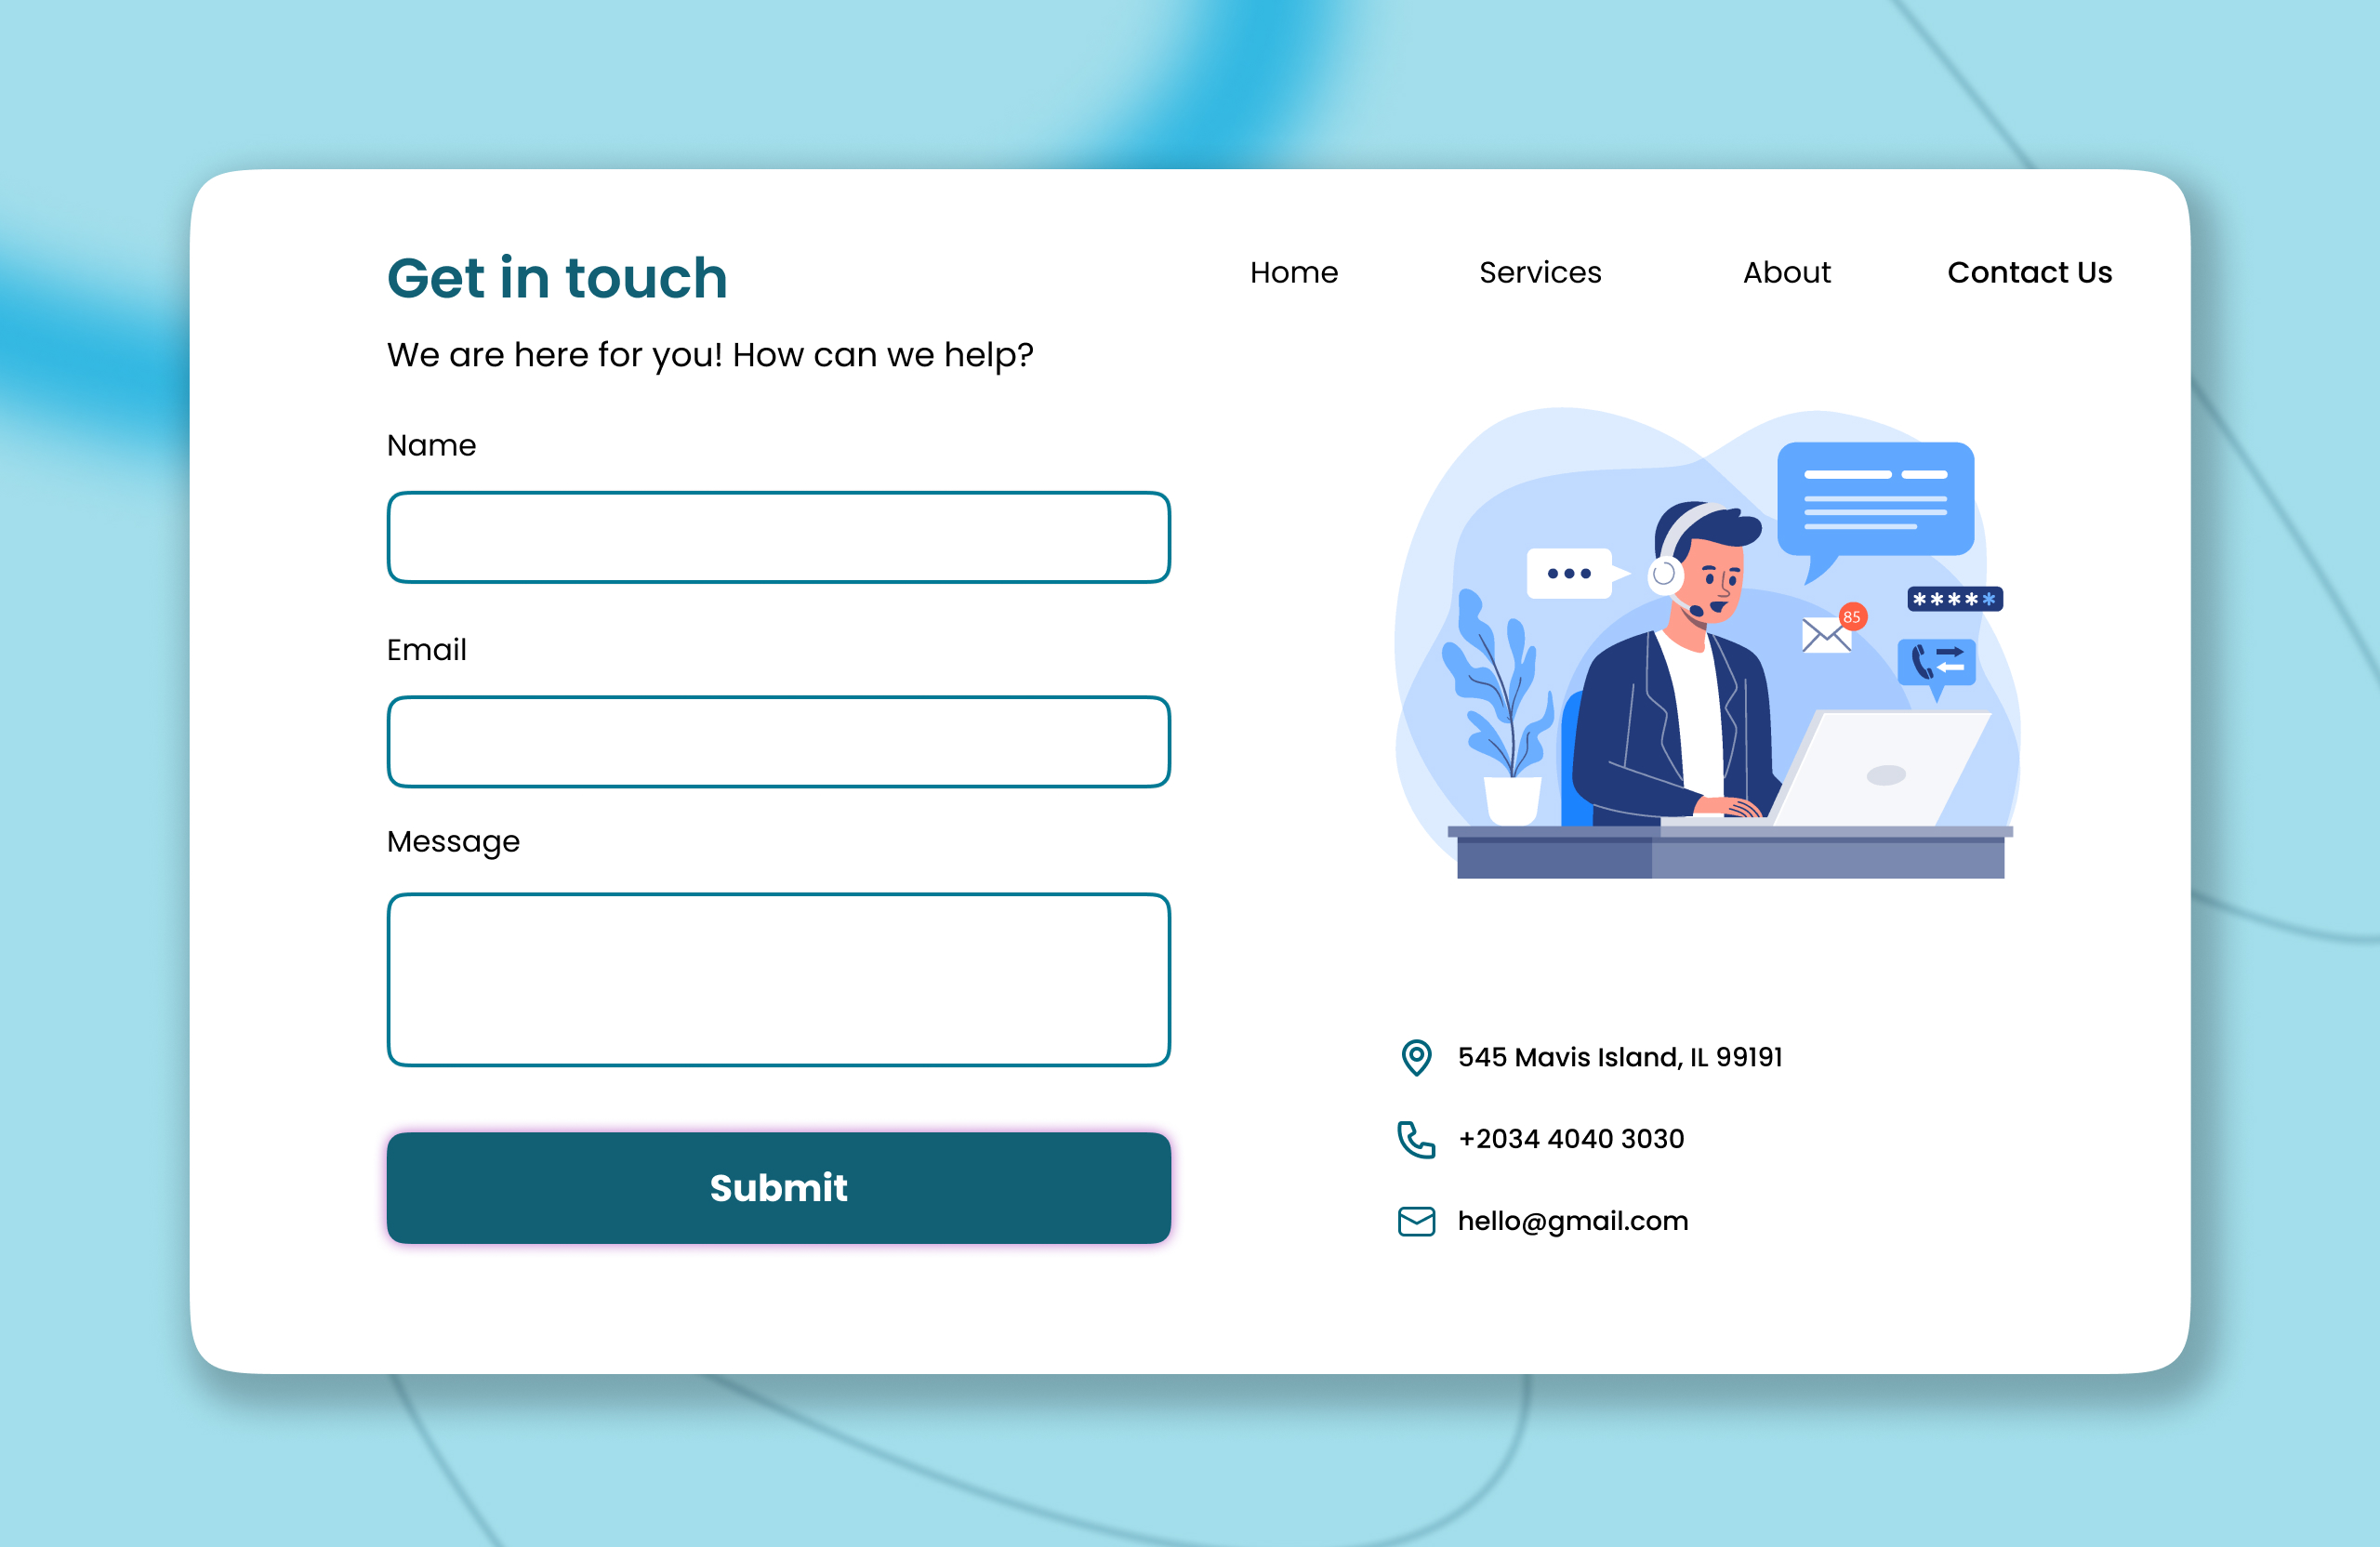 Get in touch
Home Services About Contact Us
We are here for you! How can we help?
Name
Email
Message
Submit
85
*****
545 Mavis Island, IL 99191
+2034 4040 3030
hello@gmail.com